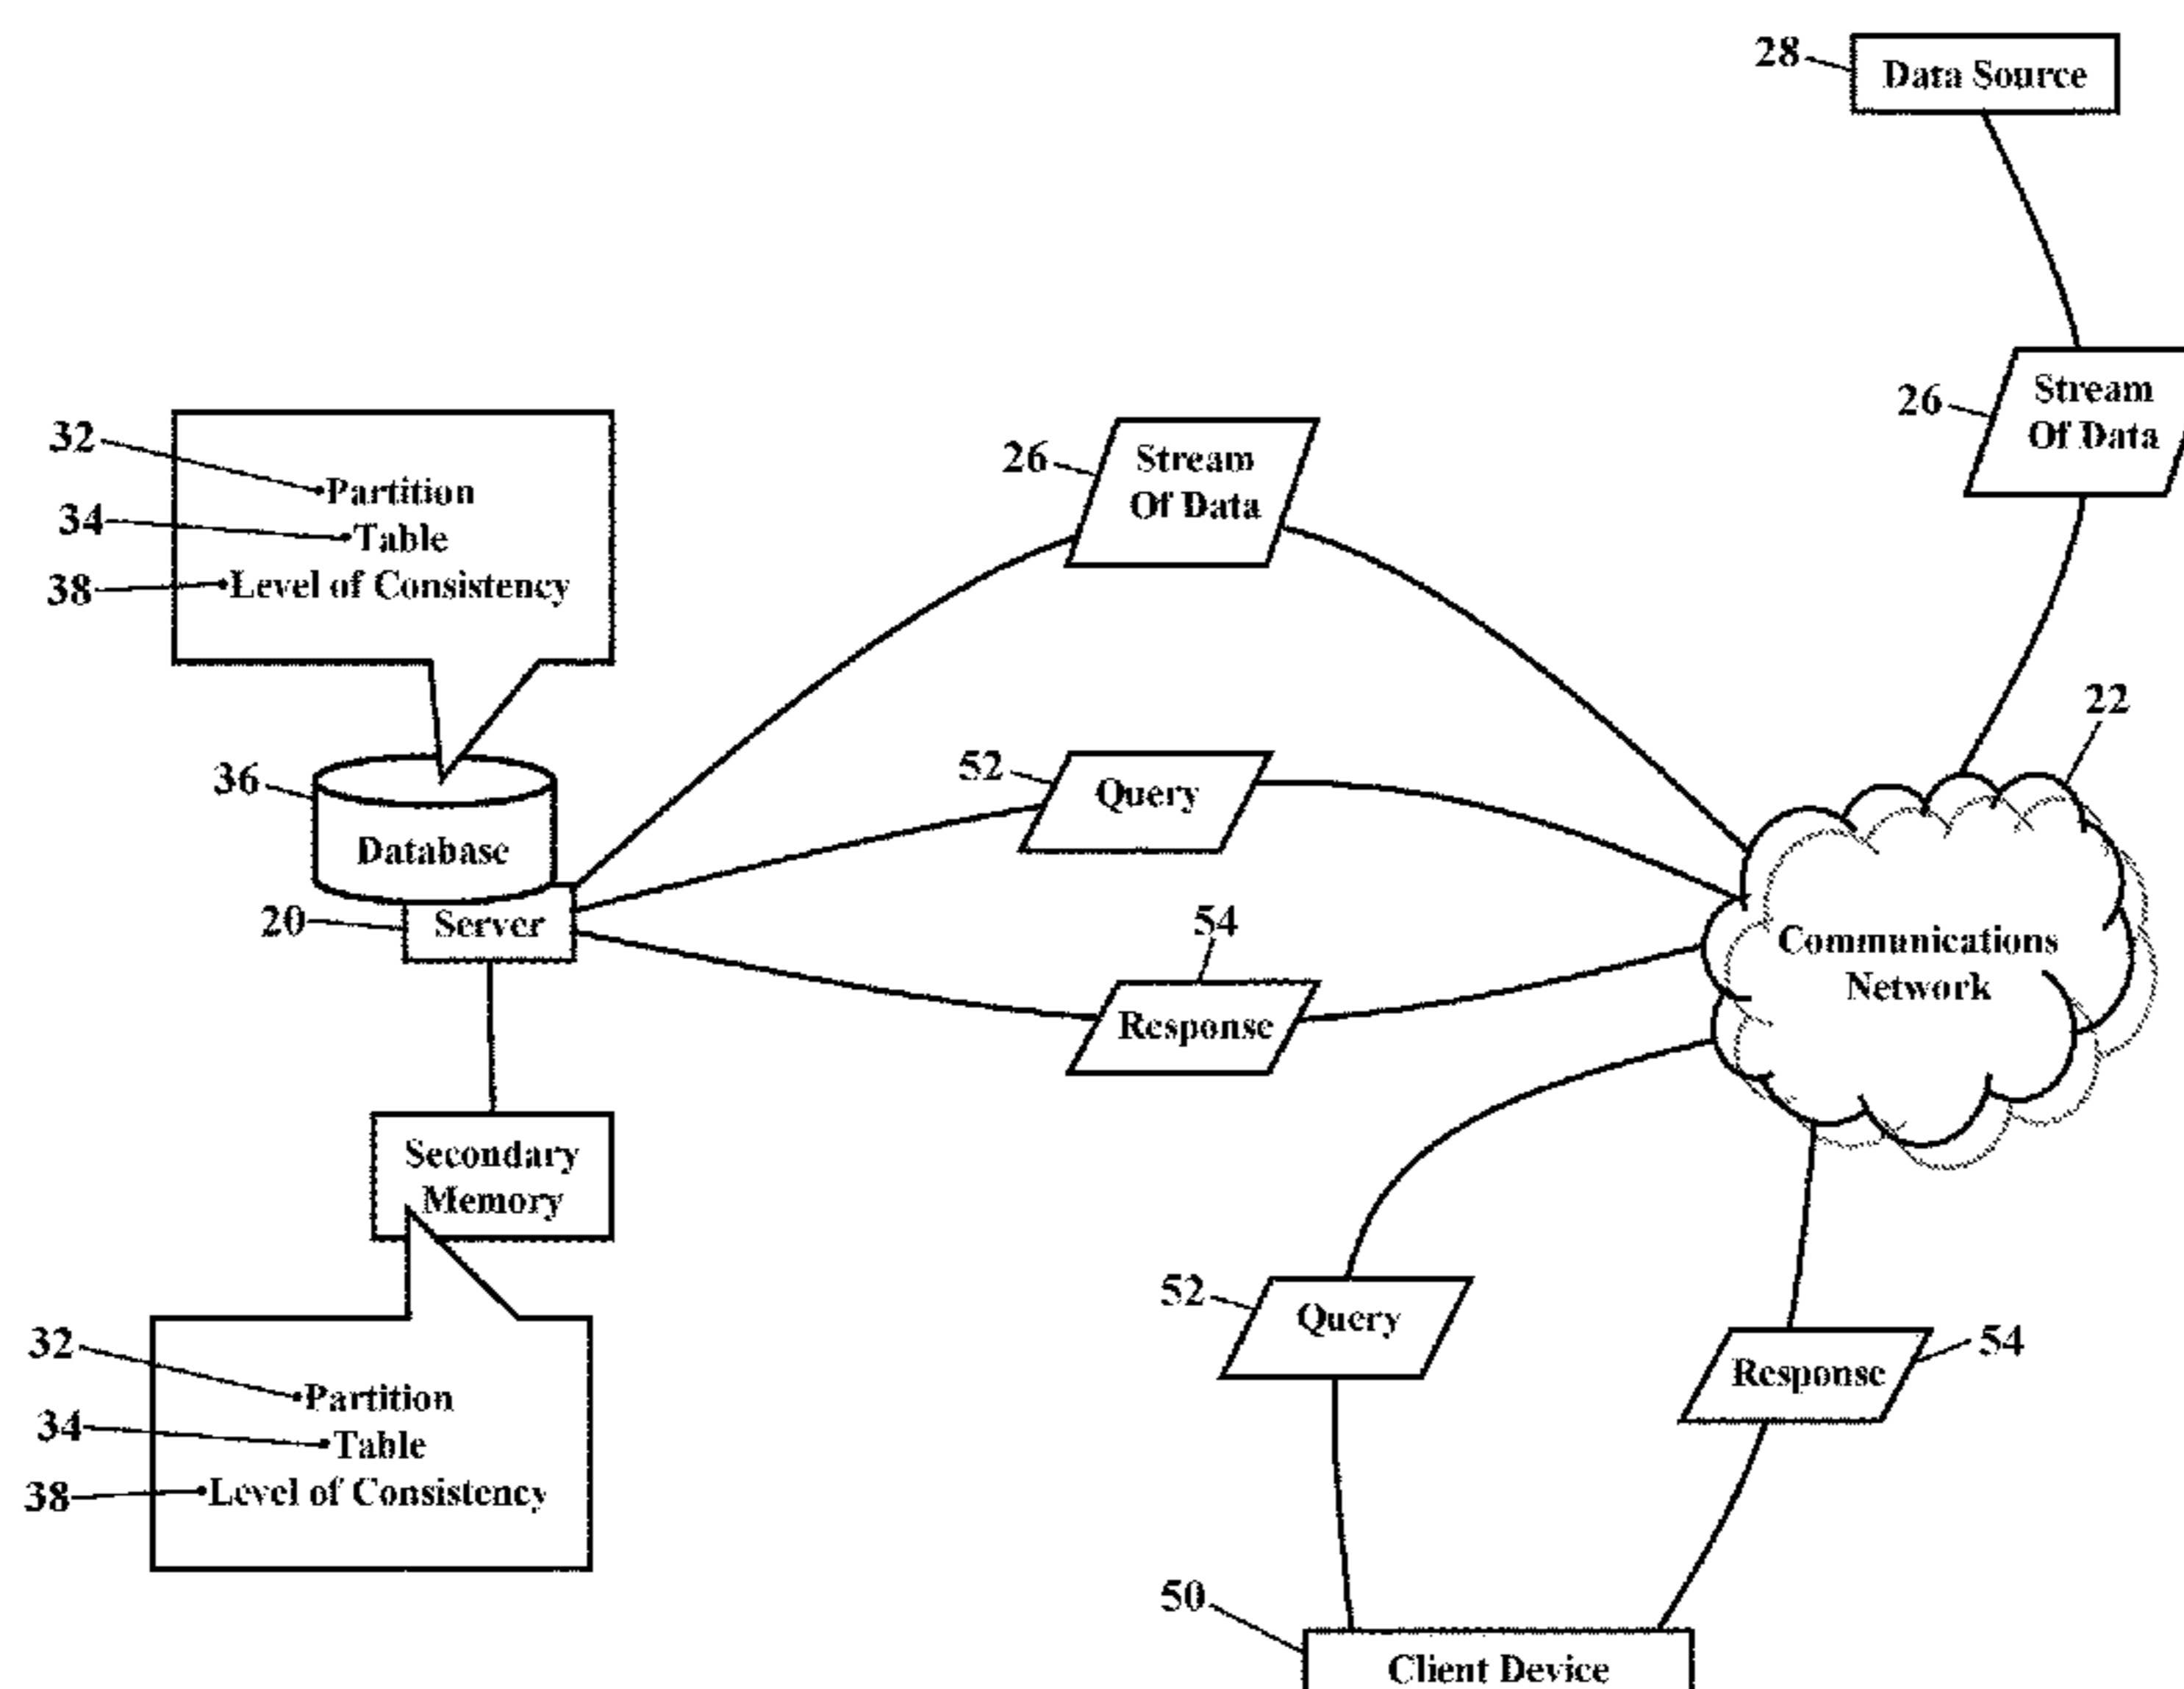 28
Data Source
26
Stream
Of Data
32
•Partition
34
•Table
38
•Level of Consistency
26
Stream
Of Data
22
36
Database
52
Query
20
Server
54
Response
Communications
Network
Secondary
Memory
52
Query
54
Response
32
•Partition
34
•Table
38
•Level of Consistency
50
Client Device